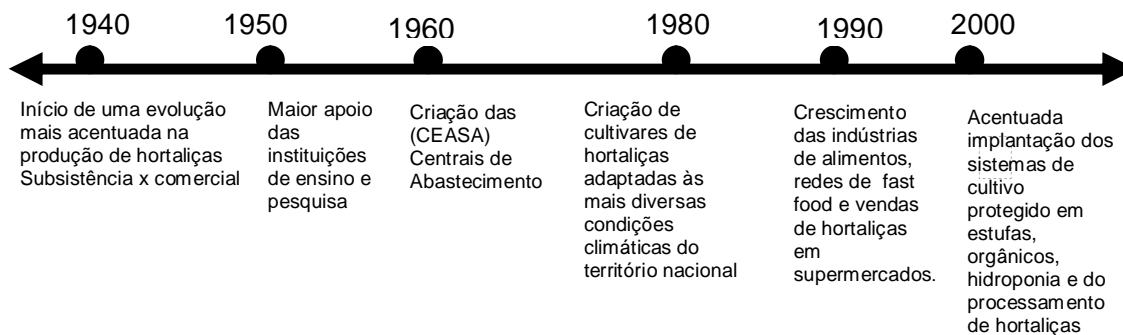 1940
Início de uma evolução
mais acentuada na
produção de hortaliças
Subsistência x comercial
1950
Maior apoio
das
instituições
de ensino e
pesquisa
1960
Criação das
(CEASA)
Centrais de
Abastecimento
1980
Criação de
cultivares de
hortaliças
adaptadas às
mais diversas
condições
climáticas do
território nacional
1990
Crescimento
das indústrias
de alimentos,
redes de fast
food e vendas
de hortaliças
em
supermercados.
2000
Acentuada
implantação dos
sistemas de
cultivo
protegido em
estufas,
orgânicos,
hidroponia e do
processamento
de hortaliças